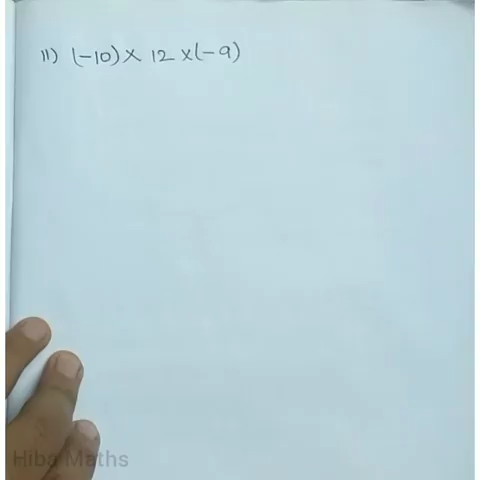 11) (-10) × 12 × (-9)
Hiba Maths